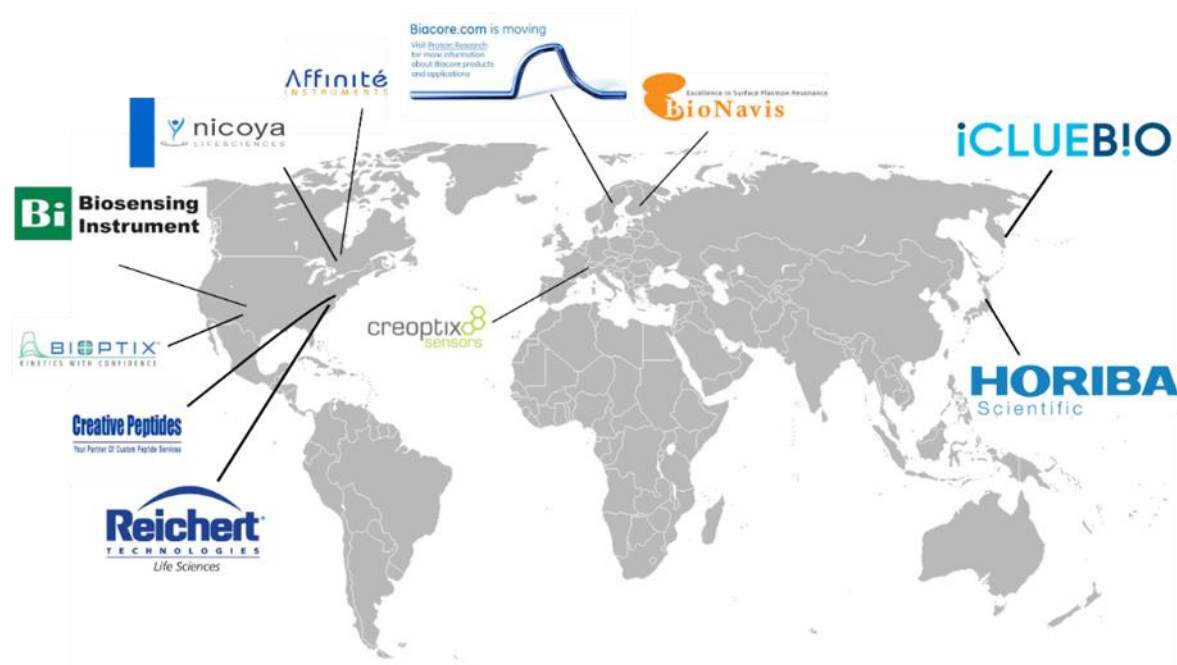 Biacore.com is moving
Visit Protein Research
for more information
about Biacore products
and applications
Affinité
INSTRUMENTS
Excellence in Surface Plasmon Resonance
BioNavis
nicoya
LIFESCIENCES
iCLUEB!O
Bi Biosensing
Instrument
creoptix
sensors
BIOPTIX
KINETICS WITH CONFIDENCE
HORIBA
Scientific
Creative Peptides
Your Partner Of Custom Peptide Services
Reichert
TECHNOLOGIES
Life Sciences